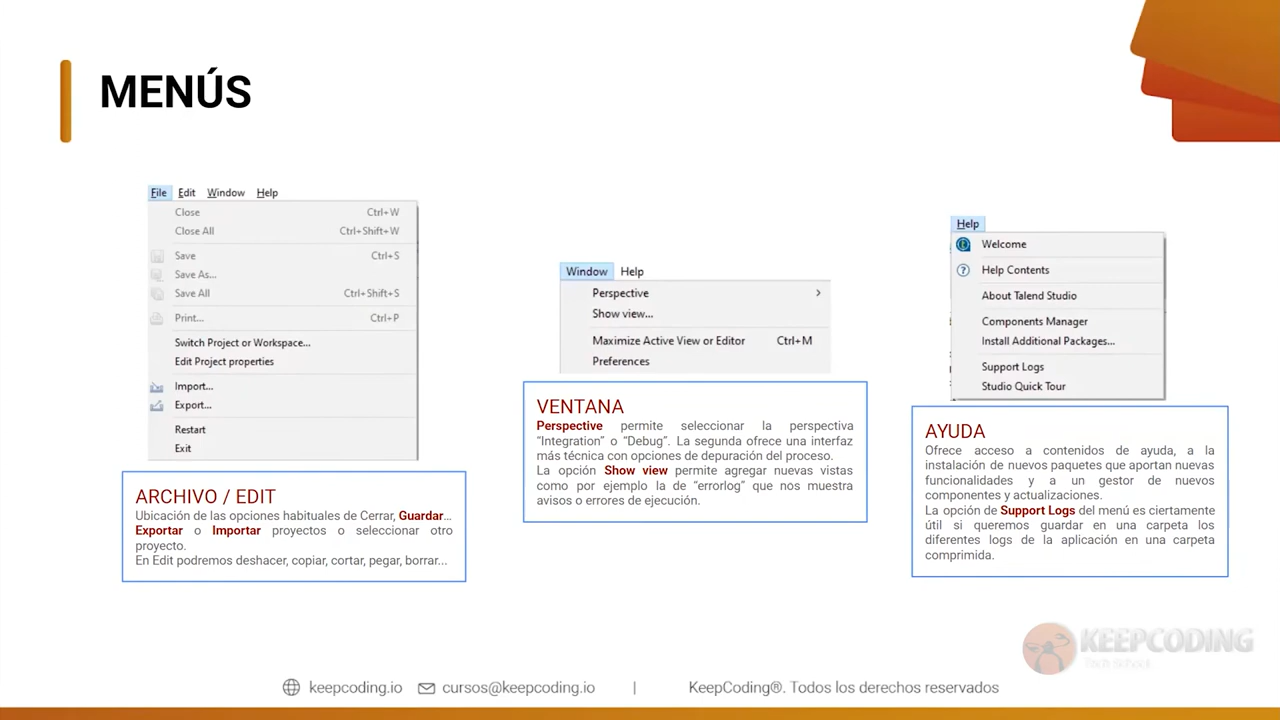 MENÚS
File Edit Window Help
Close Ctrl+W
Close All Ctrl+Shift+W
Save Ctrl+S
Save As...
Save All Ctrl+Shift+S
Print... Ctrl+P
Switch Project or Workspace...
Edit Project properties
Import...
Export...
Restart
Exit
ARCHIVO / EDIT
Ubicación de las opciones habituales de Cerrar, Guardar...
Exportar o Importar proyectos o seleccionar otro
proyecto.
En Edit podremos deshacer, copiar, cortar, pegar, borrar...
Window Help
Perspective >
Show view...
Maximize Active View or Editor Ctrl+M
Preferences
VENTANA
Perspective permite seleccionar la perspectiva
“Integration” o “Debug”. La segunda ofrece una interfaz
más técnica con opciones de depuración del proceso.
La opción Show view permite agregar nuevas vistas
como por ejemplo la de “errorlog” que nos muestra
avisos o errores de ejecución.
Help
Welcome
Help Contents
About Talend Studio
Components Manager
Install Additional Packages...
Support Logs
Studio Quick Tour
AYUDA
Ofrece acceso a contenidos de ayuda, a la
instalación de nuevos paquetes que aportan nuevas
funcionalidades y a un gestor de nuevos
componentes y actualizaciones.
La opción de Support Logs del menú es ciertamente
útil si queremos guardar en una carpeta los
diferentes logs de la aplicación en una carpeta
comprimida.
KEEPCODING
Tech school
keepcoding.io cursos@keepcoding.io | KeepCoding®. Todos los derechos reservados